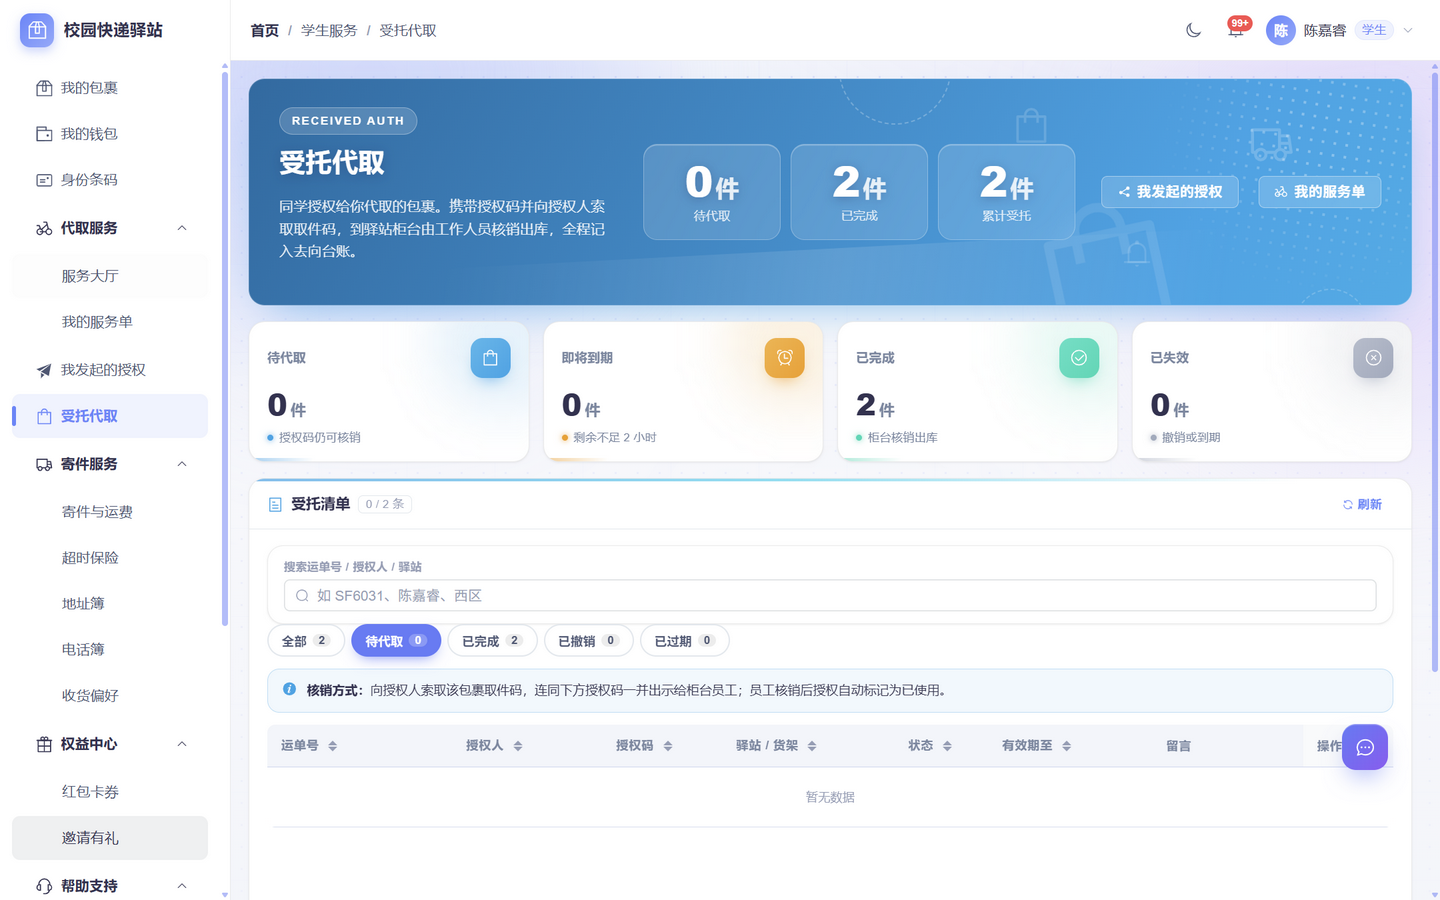 校园快递驿站
我的包裹
我的钱包
身份条码
代取服务
服务大厅
我的服务单
我发起的授权
受托代取
寄件服务
寄件与运费
超时保险
地址簿
电话簿
收货偏好
权益中心
红包卡券
邀请有礼
帮助支持
首页 / 学生服务 / 受托代取
99+
陈 陈嘉睿 学生
RECEIVED AUTH
受托代取
同学授权给你代取的包裹。携带授权码并向授权人索
取取件码，到驿站柜台由工作人员核销出库，全程记
入去向台账。
0件
待代取
2件
已完成
2件
累计受托
我发起的授权
我的服务单
待代取
0件
授权码仍可核销
即将到期
0件
剩余不足 2 小时
已完成
2件
柜台核销出库
已失效
0件
撤销或到期
受托清单 0 / 2 条
刷新
搜索运单号 / 授权人 / 驿站
如 SF6031、陈嘉睿、西区
全部 2 待代取 0 已完成 2 已撤销 0 已过期 0
核销方式：向授权人索取该包裹取件码，连同下方授权码一并出示给柜台员工；员工核销后授权自动标记为已使用。
运单号 授权人 授权码 驿站 / 货架 状态 有效期至 留言 操作
暂无数据